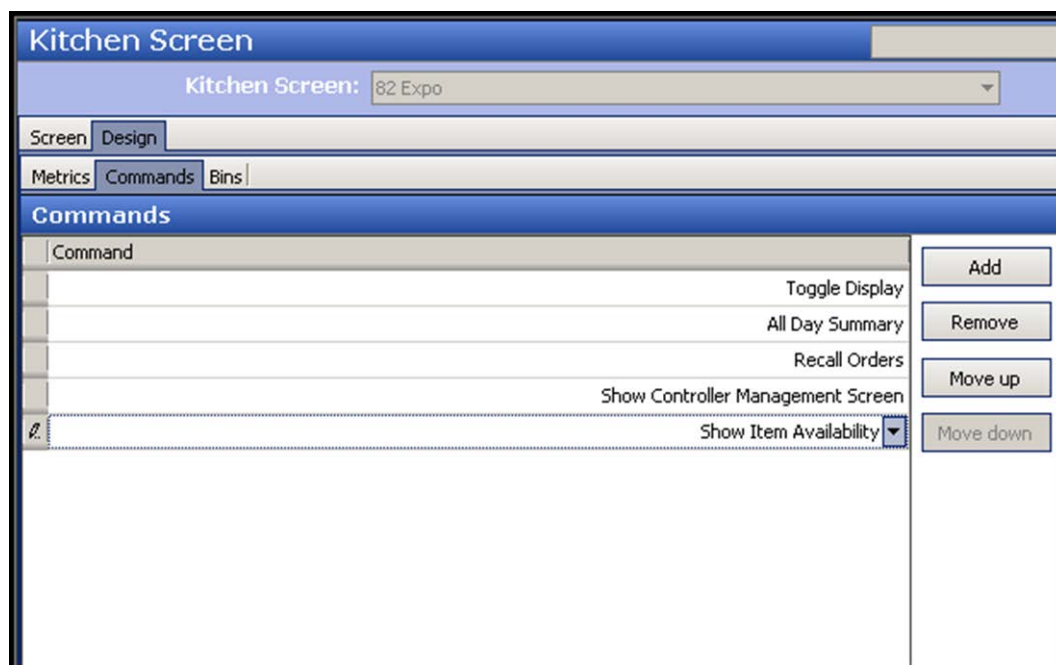 Kitchen Screen
Kitchen Screen: 82 Expo
Screen Design
Metrics Commands Bins
Commands
Command
Add
Toggle Display
All Day Summary
Remove
Recall Orders
Move up
Show Controller Management Screen
Show Item Availability
Move down